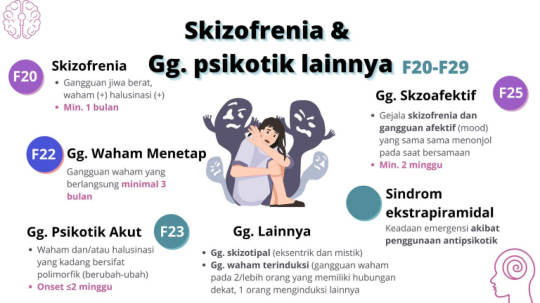 Skizofrenia &
Gg. psikotik lainnya F20-F29
F20
Skizofrenia
• Gangguan jiwa berat,
waham (+) halusinasi (+)
• Min. 1 bulan
F25
Gg. Skzoafektif
• Gejala skizofrenia dan
gangguan afektif (mood)
yang sama sama menonjol
pada saat bersamaan
• Min. 2 minggu
F22
Gg. Waham Menetap
Gangguan waham yang
berlangsung minimal 3
bulan
Sindrom
ekstrapiramidal
Keadaan emergensi akibat
penggunaan antipsikotik
Gg. Psikotik Akut
F23
• Waham dan/atau halusinasi
yang kadang bersifat
polimorfik (berubah-ubah)
• Onset ≤2 minggu
Gg. Lainnya
• Gg. skizotipal (eksentrik dan mistik)
• Gg. waham terinduksi (gangguan waham
pada 2/lebih orang yang memiliki hubungan
dekat, 1 orang menginduksi lainnya